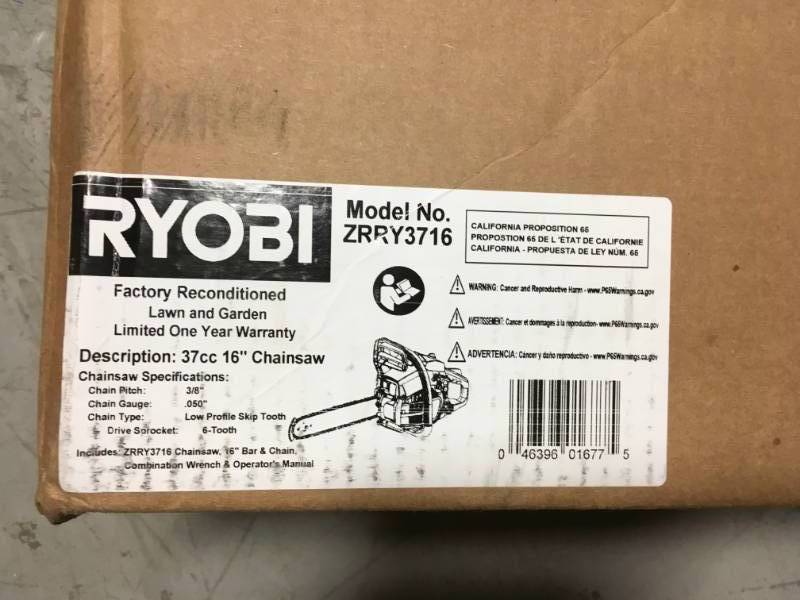 RYOBI
Model No.
ZRRY3716
CALIFORNIA PROPOSITION 65
PROPOSTION 65 DE L'ÉTAT DE CALIFORNIE
CALIFORNIA - PROPUESTA DE LEY NÚM. 65
Factory Reconditioned
Lawn and Garden
Limited One Year Warranty
WARNING: Cancer and Reproductive Harm - www.P65Warnings.ca.gov
AVERTISSEMENT: Cancer et dommages à la reproduction- www.P65Warnings.ca.gov
ADVERTENCIA: Cáncer y daño reproductivo - www.P65Warnings.ca.gov
Description: 37cc 16" Chainsaw
Chainsaw Specifications:
Chain Pitch: 3/8"
Chain Gauge: .050"
Chain Type: Low Profile Skip Tooth
Drive Sprocket: 6-Tooth
Includes: ZRRY3716 Chainsaw, 16" Bar & Chain,
Combination Wrench & Operator's Manual
0 46396 01677 5